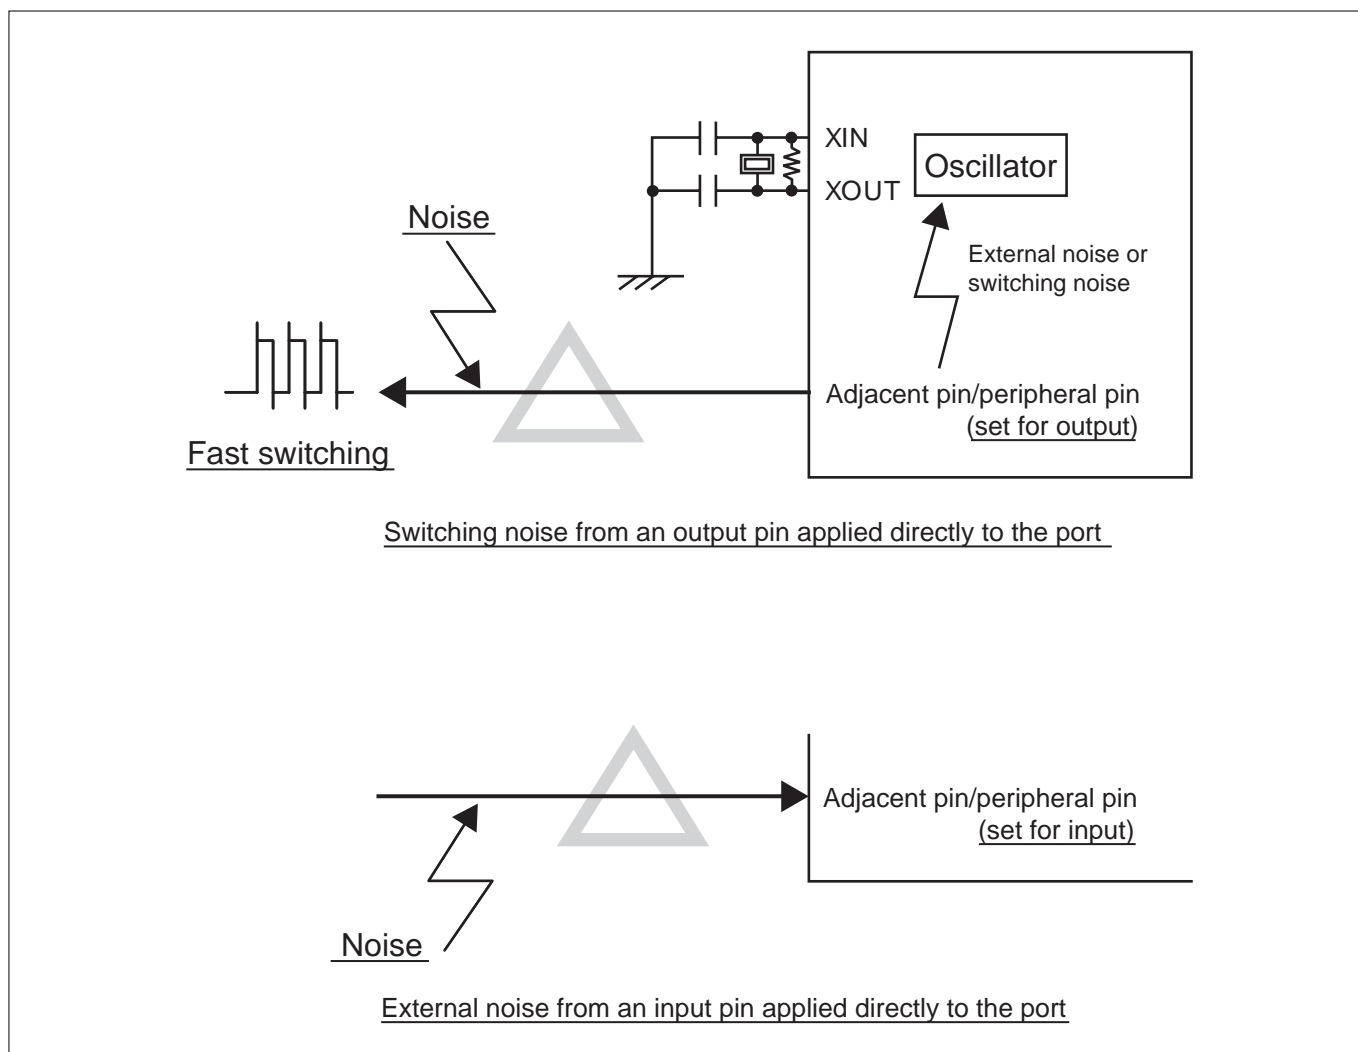 XIN
Oscillator
XOUT
Noise
External noise or
switching noise
Adjacent pin/peripheral pin
(set for output)
Fast switching
Switching noise from an output pin applied directly to the port
Adjacent pin/peripheral pin
(set for input)
Noise
External noise from an input pin applied directly to the port